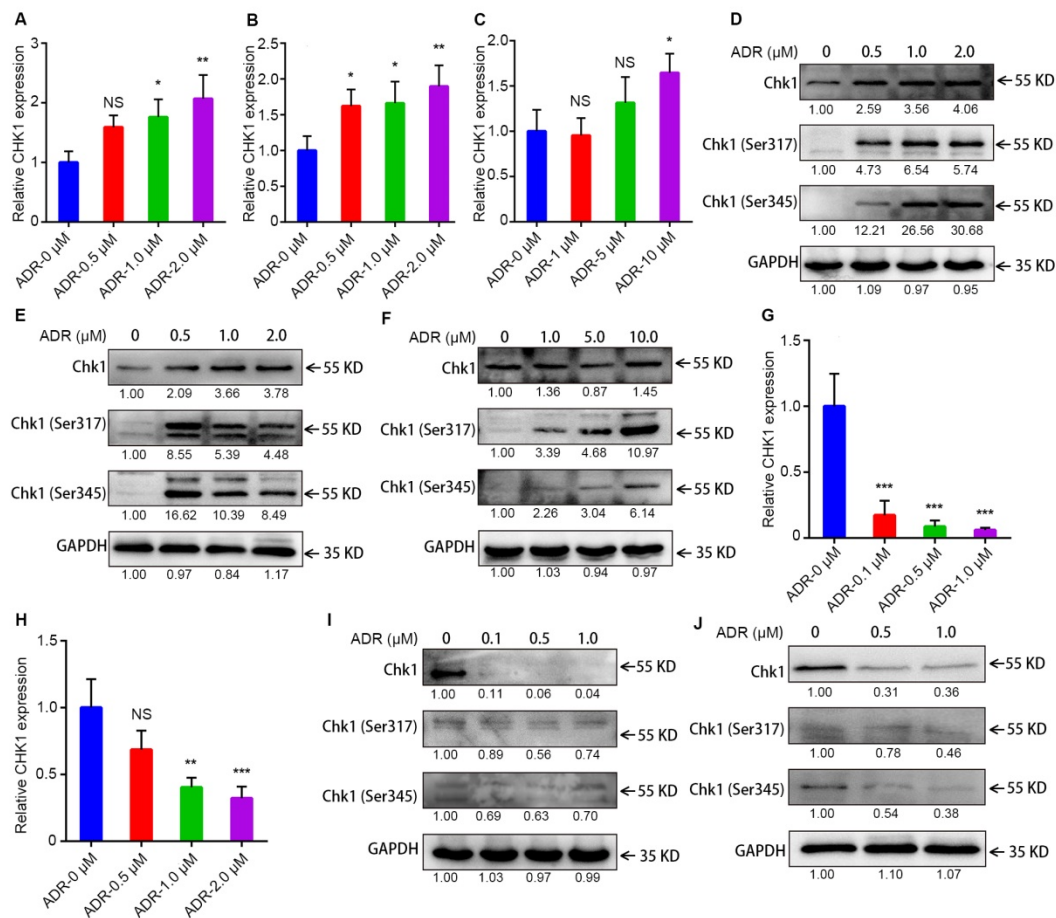 A
Relative CHK1 expression
3
2
1
0
NS
*
**
ADR-0 μM
ADR-0.5 μM
ADR-1.0 μM
ADR-2.0 μM
B
Relative CHK1 expression
2.5
2.0
1.5
1.0
0.5
0.0
*
*
**
ADR-0 μM
ADR-0.5 μM
ADR-1.0 μM
ADR-2.0 μM
C
Relative CHK1 expression
2.0
1.5
1.0
0.5
0.0
NS
NS
*
ADR-0 μM
ADR-1 μM
ADR-5 μM
ADR-10 μM
D
ADR (μM) 0 0.5 1.0 2.0
Chk1 ←55 KD
1.00 2.59 3.56 4.06
Chk1 (Ser317) ←55 KD
1.00 4.73 6.54 5.74
Chk1 (Ser345) ←55 KD
1.00 12.21 26.56 30.68
GAPDH ←35 KD
1.00 1.09 0.97 0.95
E
ADR (μM) 0 0.5 1.0 2.0
Chk1 ←55 KD
1.00 2.09 3.66 3.78
Chk1 (Ser317) ←55 KD
1.00 8.55 5.39 4.48
Chk1 (Ser345) ←55 KD
1.00 16.62 10.39 8.49
GAPDH ←35 KD
1.00 0.97 0.84 1.17
F
ADR (μM) 0 1.0 5.0 10.0
Chk1 ←55 KD
1.00 1.36 0.87 1.45
Chk1 (Ser317) ←55 KD
1.00 3.39 4.68 10.97
Chk1 (Ser345) ←55 KD
1.00 2.26 3.04 6.14
GAPDH ←35 KD
1.00 1.03 0.94 0.97
G
Relative CHK1 expression
1.5
1.0
0.5
0.0
***
***
***
ADR-0 μM
ADR-0.1 μM
ADR-0.5 μM
ADR-1.0 μM
H
Relative CHK1 expression
1.5
1.0
0.5
0.0
NS
**
***
ADR-0 μM
ADR-0.5 μM
ADR-1.0 μM
ADR-2.0 μM
I
ADR (μM) 0 0.1 0.5 1.0
Chk1 ←55 KD
1.00 0.11 0.06 0.04
Chk1 (Ser317) ←55 KD
1.00 0.89 0.56 0.74
Chk1 (Ser345) ←55 KD
1.00 0.69 0.63 0.70
GAPDH ←35 KD
1.00 1.03 0.97 0.99
J
ADR (μM) 0 0.5 1.0
Chk1 ←55 KD
1.00 0.31 0.36
Chk1 (Ser317) ←55 KD
1.00 0.78 0.46
Chk1 (Ser345) ←55 KD
1.00 0.54 0.38
GAPDH ←35 KD
1.00 1.10 1.07